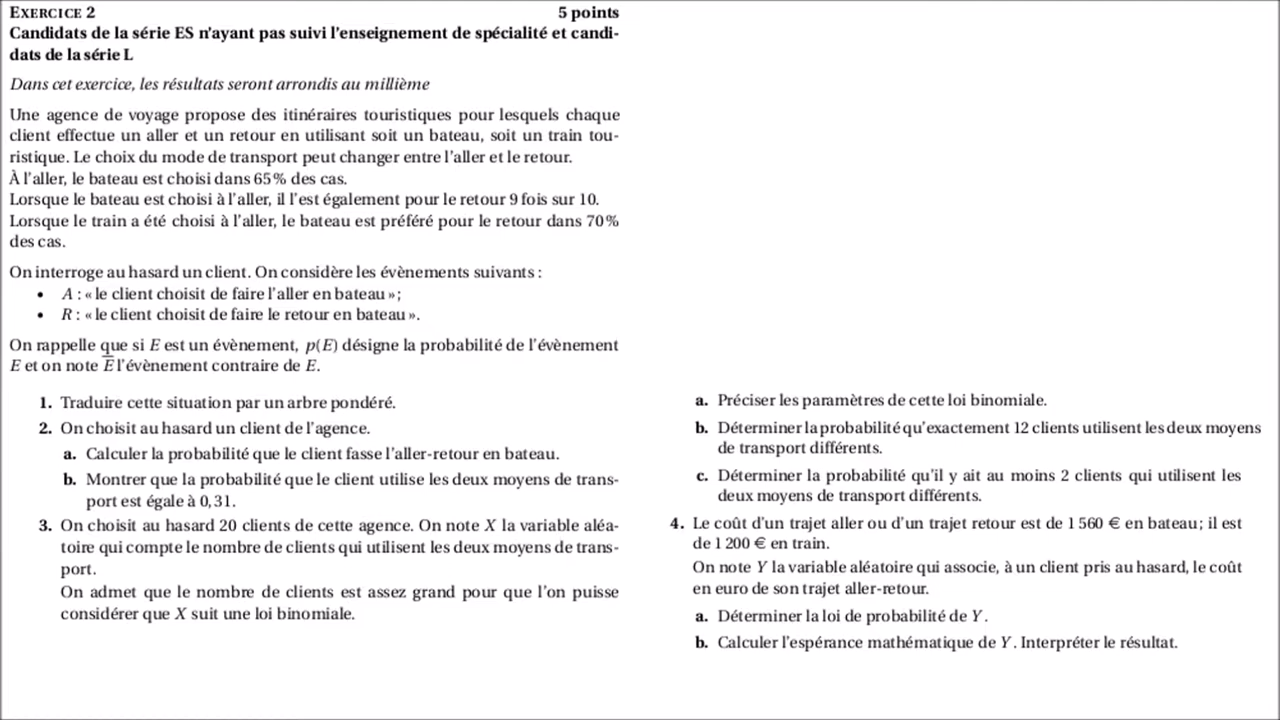 EXERCICE 2 5 points
Candidats de la série ES n'ayant pas suivi l'enseignement de spécialité et candi-
dats de la série L
Dans cet exercice, les résultats seront arrondis au millième
Une agence de voyage propose des itinéraires touristiques pour lesquels chaque
client effectue un aller et un retour en utilisant soit un bateau, soit un train tou-
ristique. Le choix du mode de transport peut changer entre l'aller et le retour.
À l'aller, le bateau est choisi dans 65 % des cas.
Lorsque le bateau est choisi à l'aller, il l'est également pour le retour 9 fois sur 10.
Lorsque le train a été choisi à l'aller, le bateau est préféré pour le retour dans 70 %
des cas.
On interroge au hasard un client. On considère les évènements suivants :
• A : « le client choisit de faire l'aller en bateau » ;
• R : « le client choisit de faire le retour en bateau ».
On rappelle que si E est un évènement, p(E) désigne la probabilité de l'évènement
E et on note E̅ l'évènement contraire de E.
1. Traduire cette situation par un arbre pondéré.
2. On choisit au hasard un client de l'agence.
a. Calculer la probabilité que le client fasse l'aller-retour en bateau.
b. Montrer que la probabilité que le client utilise les deux moyens de trans-
port est égale à 0,31.
3. On choisit au hasard 20 clients de cette agence. On note X la variable aléa-
toire qui compte le nombre de clients qui utilisent les deux moyens de trans-
port.
On admet que le nombre de clients est assez grand pour que l'on puisse
considérer que X suit une loi binomiale.
a. Préciser les paramètres de cette loi binomiale.
b. Déterminer la probabilité qu'exactement 12 clients utilisent les deux moyens
de transport différents.
c. Déterminer la probabilité qu'il y ait au moins 2 clients qui utilisent les
deux moyens de transport différents.
4. Le coût d'un trajet aller ou d'un trajet retour est de 1 560 € en bateau ; il est
de 1 200 € en train.
On note Y la variable aléatoire qui associe, à un client pris au hasard, le coût
en euro de son trajet aller-retour.
a. Déterminer la loi de probabilité de Y.
b. Calculer l'espérance mathématique de Y. Interpréter le résultat.